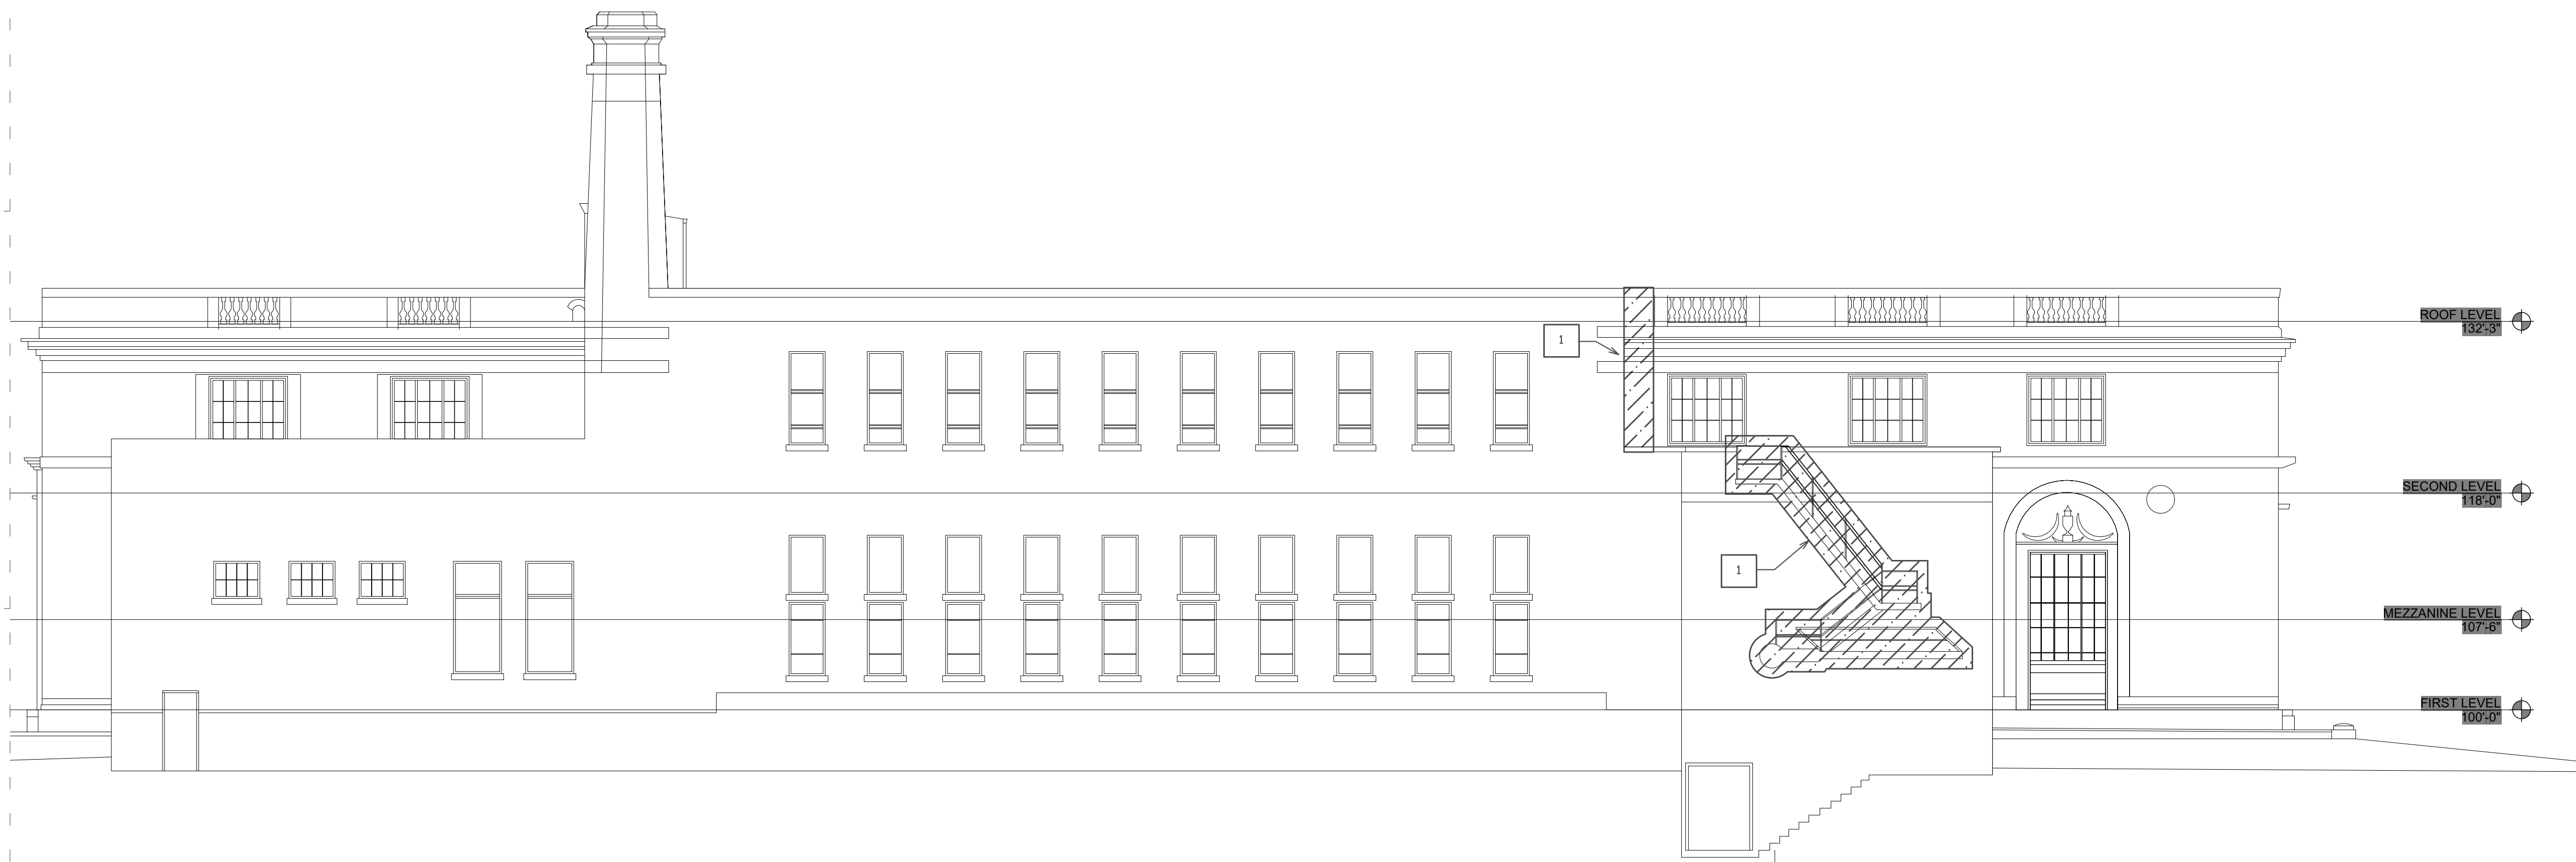 ROOF LEVEL
132'-3"
1
SECOND LEVEL
118'-0"
1
MEZZANINE LEVEL
107'-6"
FIRST LEVEL
100'-0"